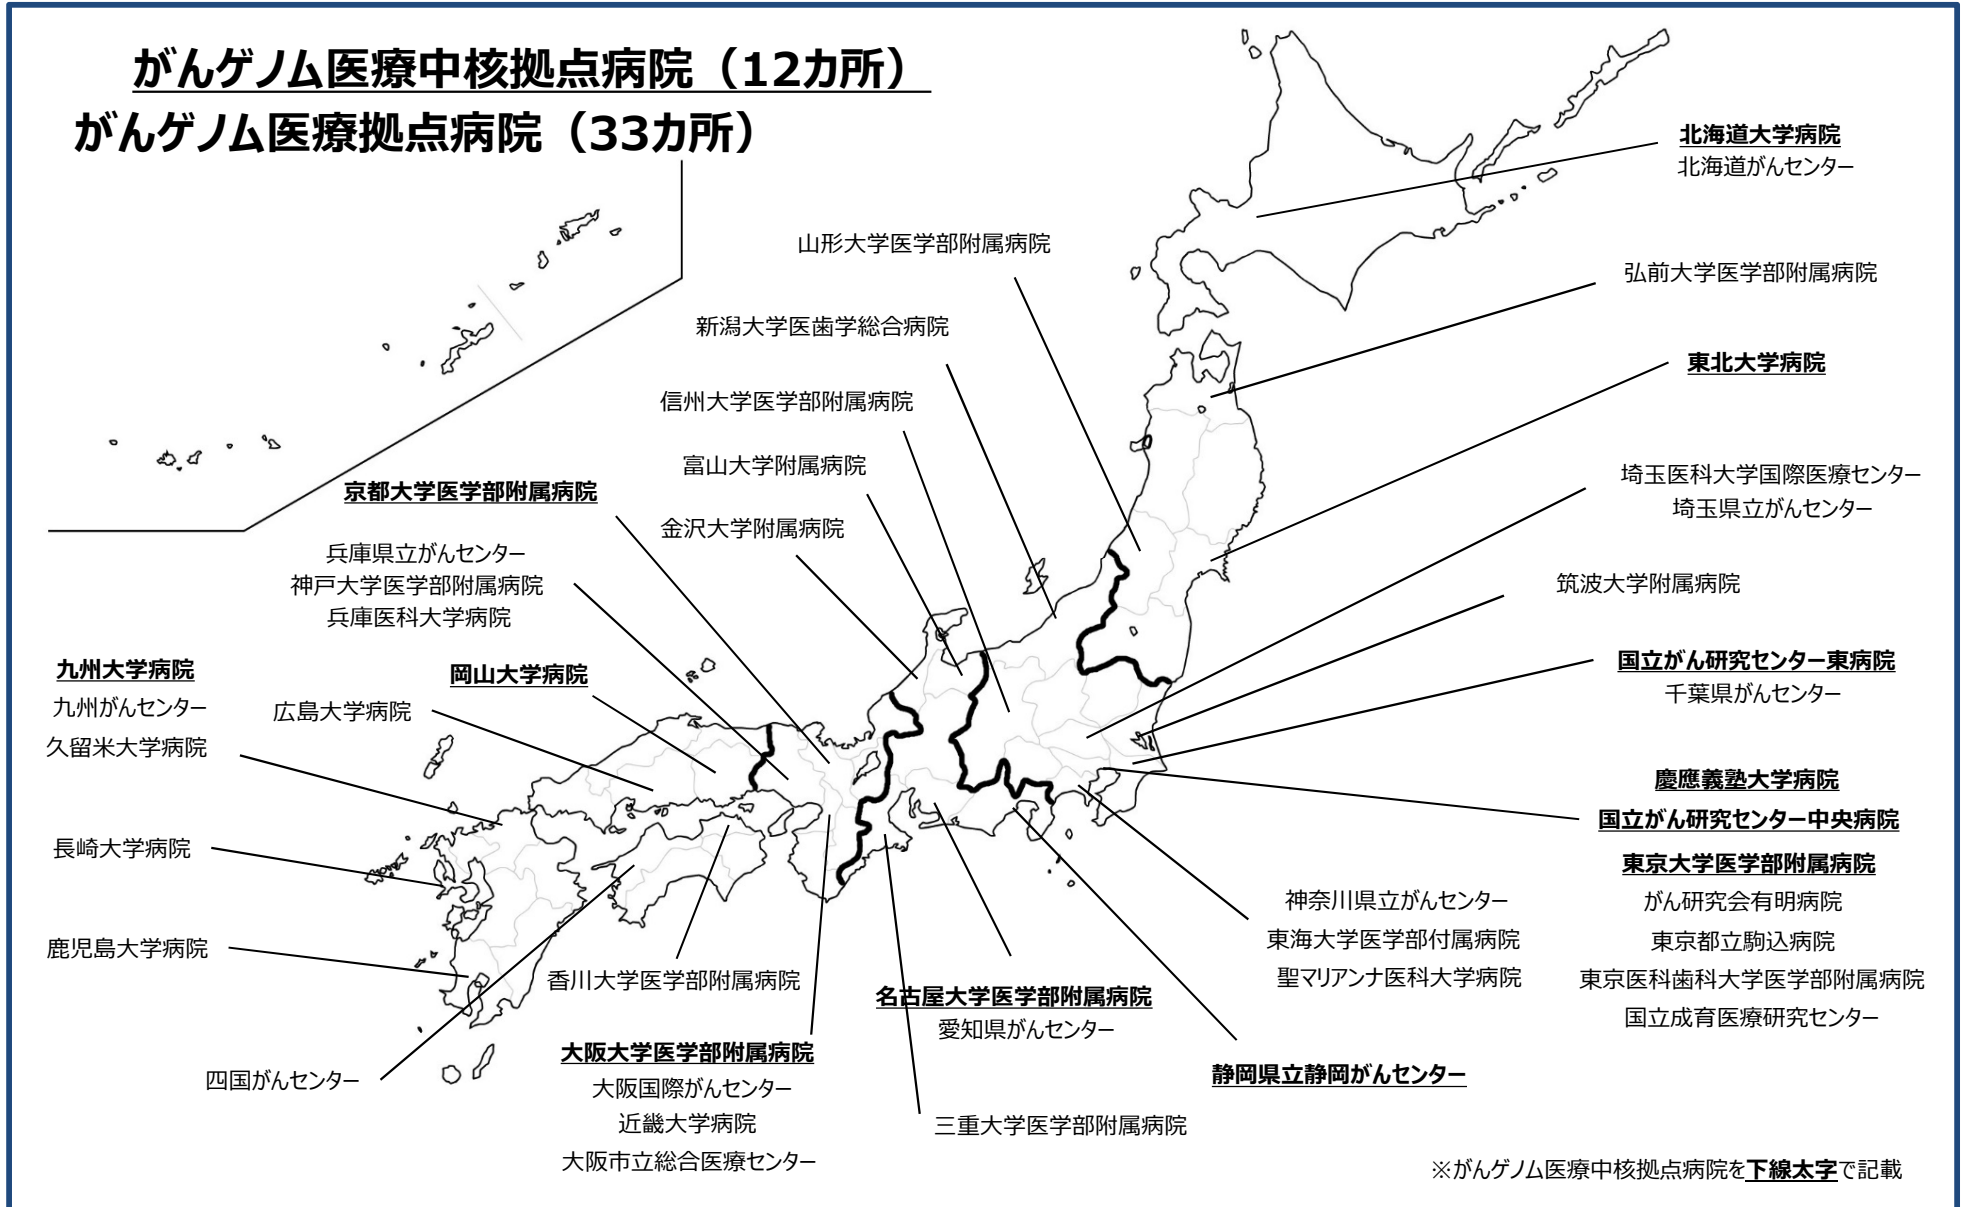 がんゲノム医療中核拠点病院（12カ所）
がんゲノム医療拠点病院（33カ所）
北海道大学病院
北海道がんセンター
山形大学医学部附属病院
弘前大学医学部附属病院
新潟大学医歯学総合病院
東北大学病院
信州大学医学部附属病院
富山大学附属病院
埼玉医科大学国際医療センター
埼玉県立がんセンター
京都大学医学部附属病院
金沢大学附属病院
兵庫県立がんセンター
神戸大学医学部附属病院
兵庫医科大学病院
筑波大学附属病院
九州大学病院
九州がんセンター
久留米大学病院
岡山大学病院
広島大学病院
国立がん研究センター東病院
千葉県がんセンター
慶應義塾大学病院
国立がん研究センター中央病院
東京大学医学部附属病院
がん研究会有明病院
東京都立駒込病院
東京医科歯科大学医学部附属病院
国立成育医療研究センター
長崎大学病院
鹿児島大学病院
神奈川県立がんセンター
東海大学医学部付属病院
聖マリアンナ医科大学病院
香川大学医学部附属病院
名古屋大学医学部附属病院
愛知県がんセンター
四国がんセンター
大阪大学医学部附属病院
大阪国際がんセンター
近畿大学病院
大阪市立総合医療センター
静岡県立静岡がんセンター
三重大学医学部附属病院
※がんゲノム医療中核拠点病院を下線太字で記載